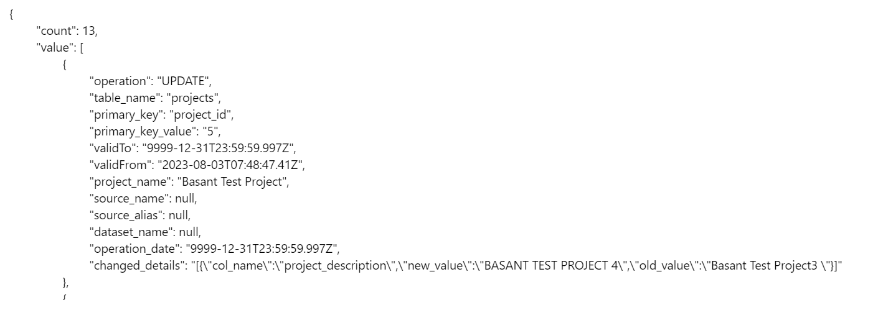 {
"count": 13,
"value": [
{
"operation": "UPDATE",
"table_name": "projects",
"primary_key": "project_id",
"primary_key_value": "5",
"validTo": "9999-12-31T23:59:59.997Z",
"validFrom": "2023-08-03T07:48:47.41Z",
"project_name": "Basant Test Project",
"source_name": null,
"source_alias": null,
"dataset_name": null,
"operation_date": "9999-12-31T23:59:59.997Z",
"changed_details": "[{\"col_name\":\"project_description\",\"new_value\":\"BASANT TEST PROJECT 4\",\"old_value\":\"Basant Test Project3 \"}]"
},
{